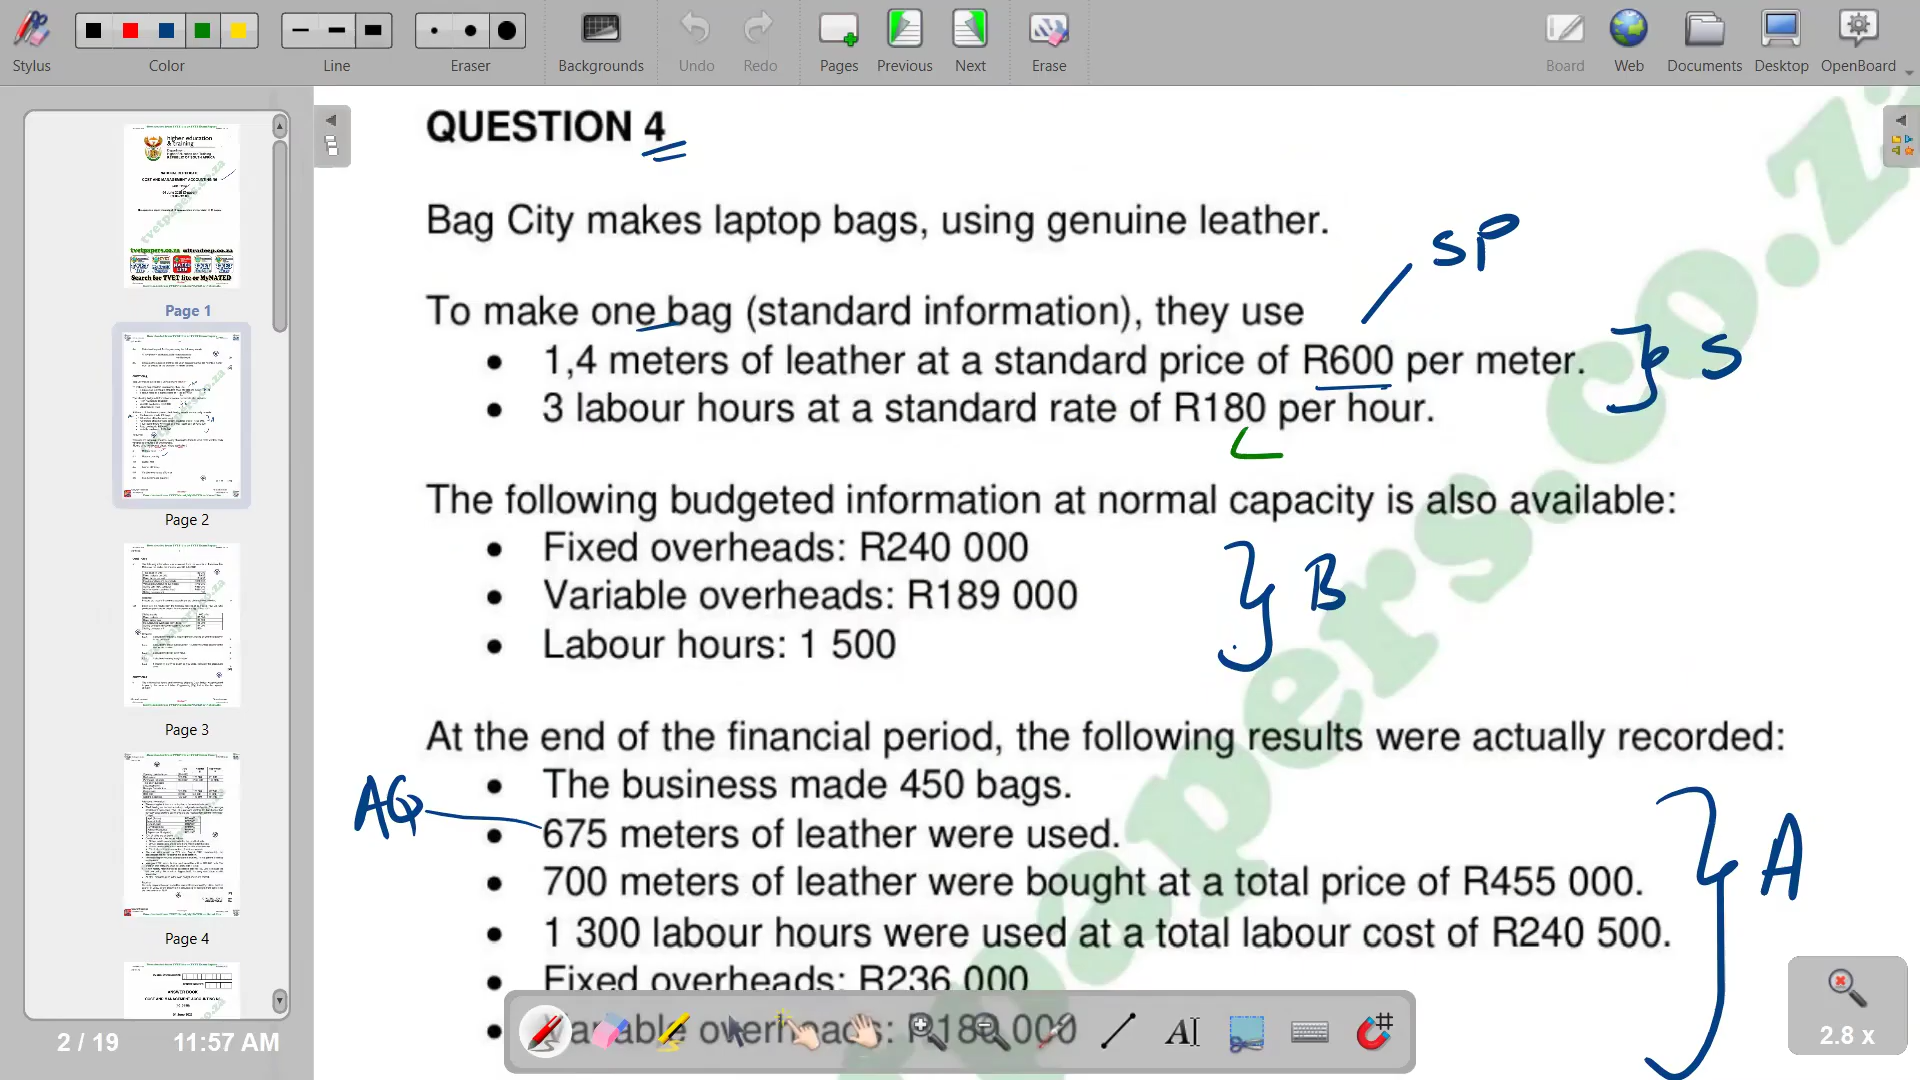 Stylus
Color
Line
Eraser
Backgrounds
Undo
Redo
Pages
Previous
Next
Erase
Board
Web
Documents
Desktop
OpenBoard
Page 1
Page 2
Page 3
Page 4
2 / 19
11:57 AM
QUESTION 4
Bag City makes laptop bags, using genuine leather.
SP
To make one bag (standard information), they use
• 1,4 meters of leather at a standard price of R600 per meter.
S
• 3 labour hours at a standard rate of R180 per hour.
The following budgeted information at normal capacity is also available:
• Fixed overheads: R240 000
• Variable overheads: R189 000
B
• Labour hours: 1 500
At the end of the financial period, the following results were actually recorded:
• The business made 450 bags.
AQ
• 675 meters of leather were used.
• 700 meters of leather were bought at a total price of R455 000.
A
• 1 300 labour hours were used at a total labour cost of R240 500.
• Fixed overheads: R236 000
• Variable overheads: R180 000
2.8 x
papers.co.z